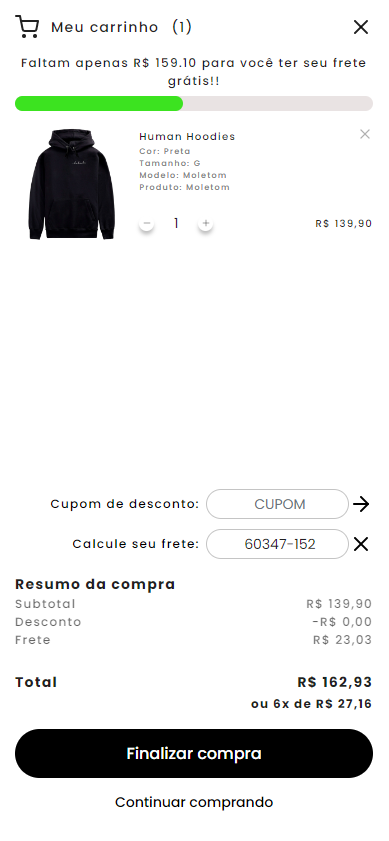 Meu carrinho (1)
Faltam apenas R$ 159.10 para você ter seu frete
grátis!!
Human Hoodies
Cor: Preta
Tamanho: G
Modelo: Moletom
Produto: Moletom
1
R$ 139,90
Cupom de desconto: CUPOM
Calcule seu frete: 60347-152
Resumo da compra
Subtotal R$ 139,90
Desconto -R$ 0,00
Frete R$ 23,03
Total R$ 162,93
ou 6x de R$ 27,16
Finalizar compra
Continuar comprando